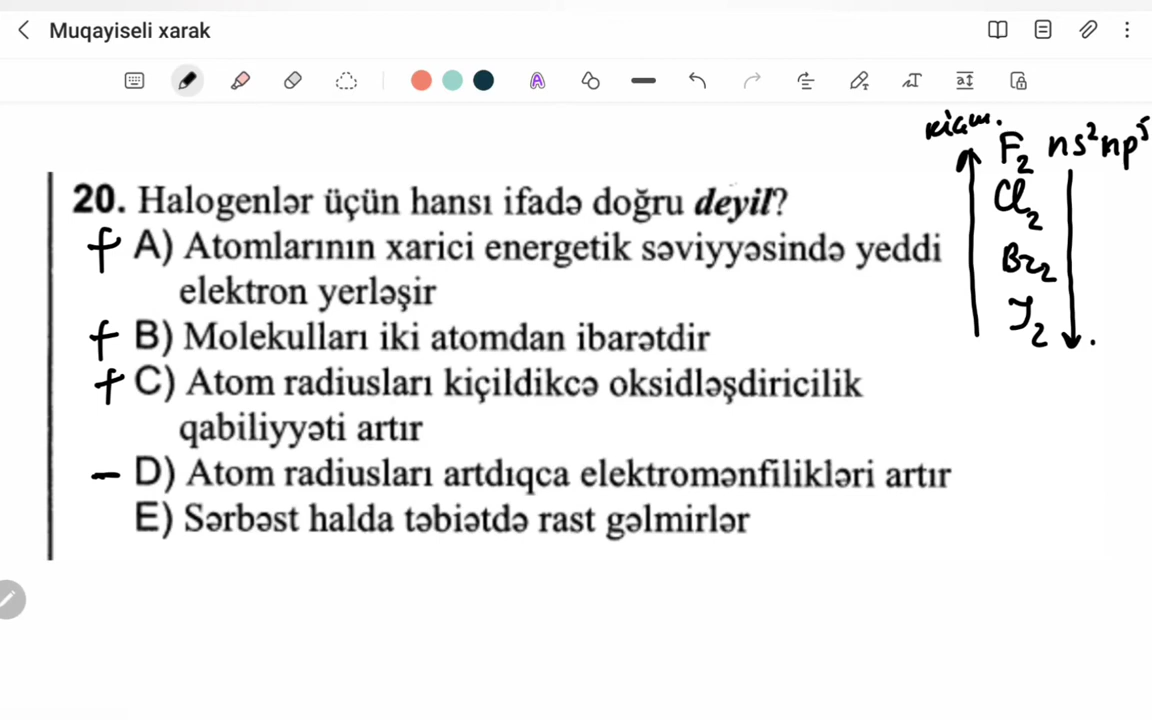 Muqayiseli xarak
F₂ ns²np⁵
Cl₂
Br₂
J₂
20. Halogenlər üçün hansı ifadə doğru deyil?
+ A) Atomlarının xarici energetik səviyyəsində yeddi
elektron yerləşir
+ B) Molekulları iki atomdan ibarətdir
+ C) Atom radiusları kiçildikcə oksidləşdiricilik
qabiliyyəti artır
– D) Atom radiusları artdıqca elektromənfilikləri artır
E) Sərbəst halda təbiətdə rast gəlmirlər